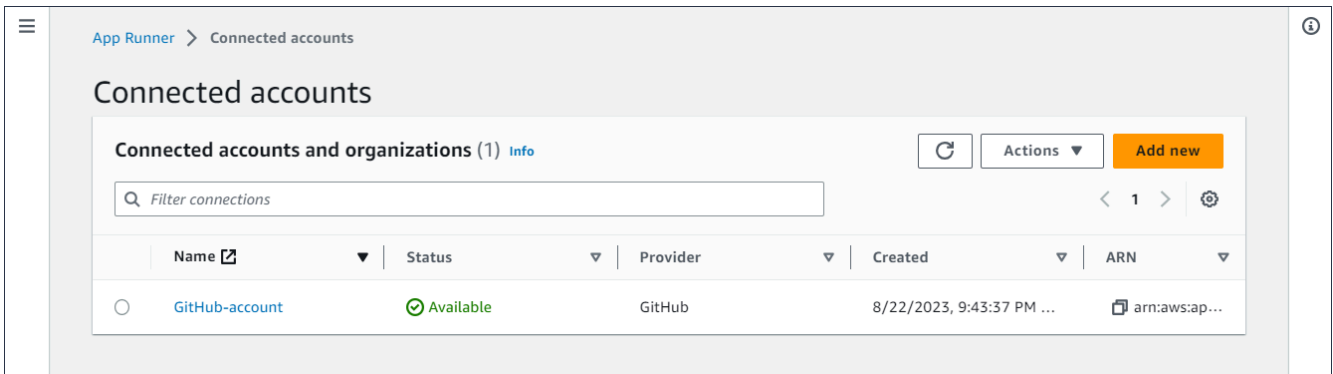 App Runner > Connected accounts
Connected accounts
Connected accounts and organizations (1) Info
Actions
Add new
Filter connections
1
Name Status Provider Created ARN
GitHub-account Available GitHub 8/22/2023, 9:43:37 PM ... arn:aws:ap...